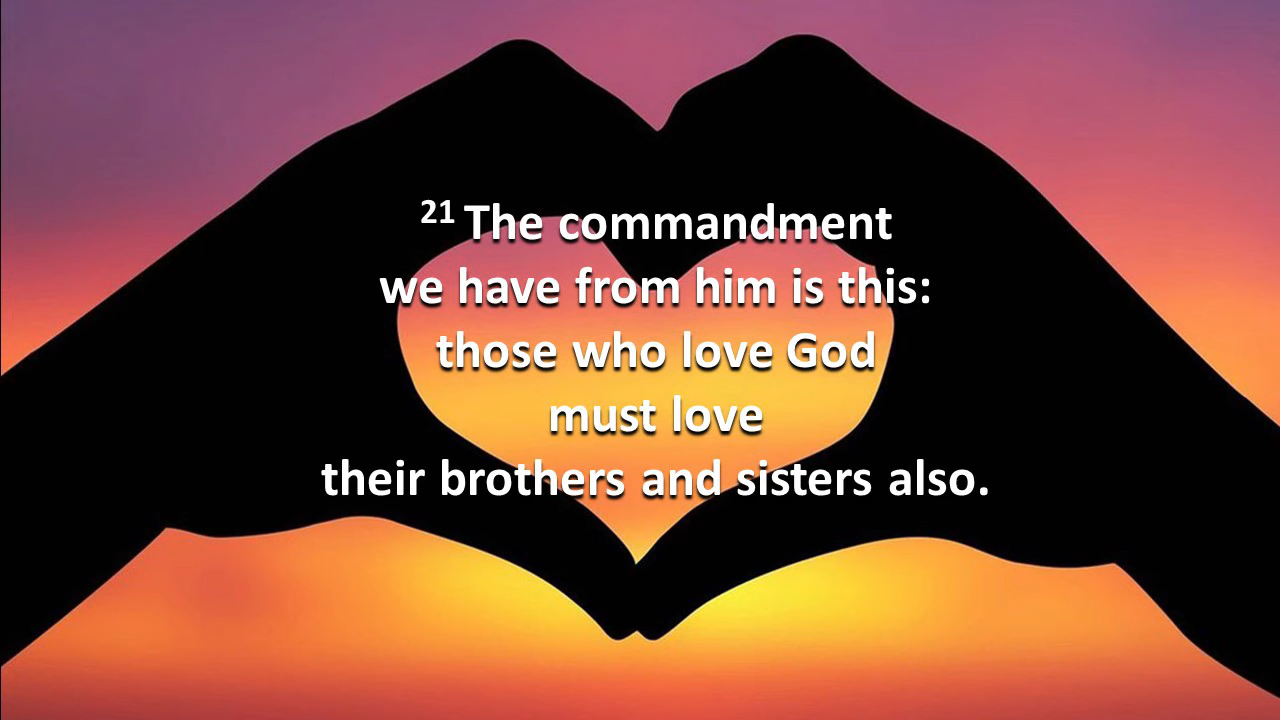 21 The commandment
we have from him is this:
those who love God
must love
their brothers and sisters also.